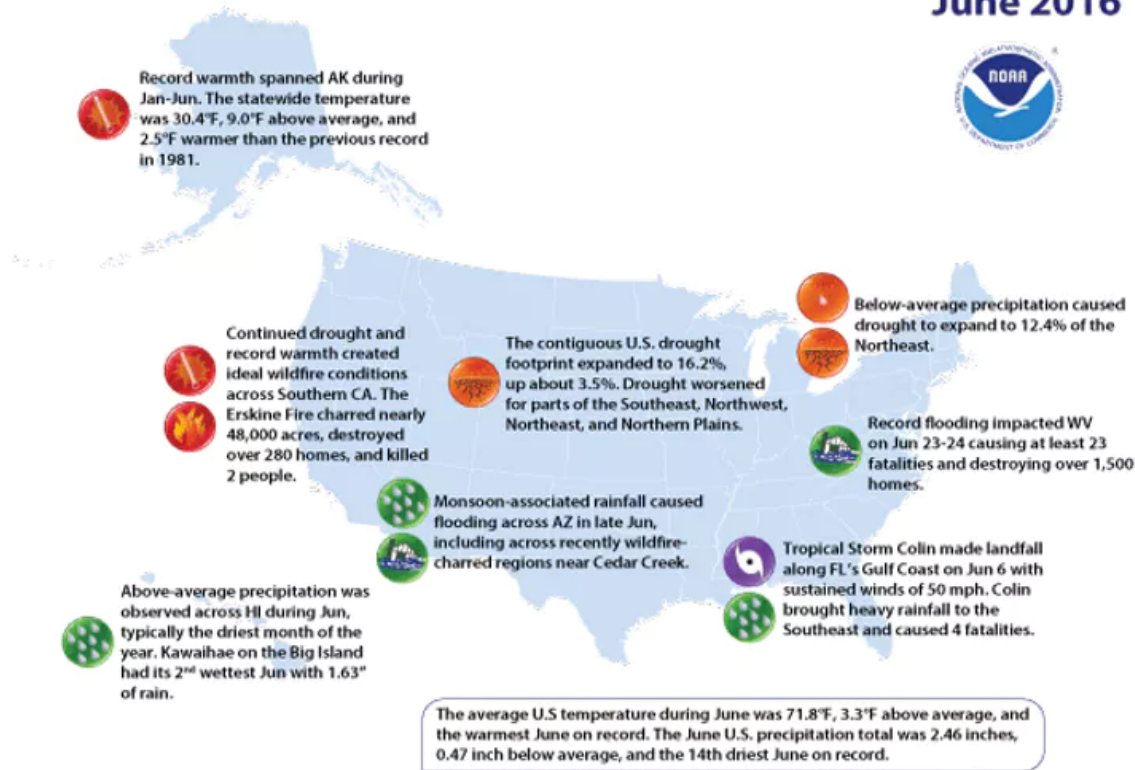 June 2016
NOAA
Record warmth spanned AK during
Jan-Jun. The statewide temperature
was 30.4°F, 9.0°F above average, and
2.5°F warmer than the previous record
in 1981.
Continued drought and
record warmth created
ideal wildfire conditions
across Southern CA. The
Erskine Fire charred nearly
48,000 acres, destroyed
over 280 homes, and killed
2 people.
The contiguous U.S. drought
footprint expanded to 16.2%,
up about 3.5%. Drought worsened
for parts of the Southeast, Northwest,
Northeast, and Northern Plains.
Below-average precipitation caused
drought to expand to 12.4% of the
Northeast.
Record flooding impacted WV
on Jun 23-24 causing at least 23
fatalities and destroying over 1,500
homes.
Monsoon-associated rainfall caused
flooding across AZ in late Jun,
including across recently wildfire-
charred regions near Cedar Creek.
Tropical Storm Colin made landfall
along FL's Gulf Coast on Jun 6 with
sustained winds of 50 mph. Colin
brought heavy rainfall to the
Southeast and caused 4 fatalities.
Above-average precipitation was
observed across HI during Jun,
typically the driest month of the
year. Kawaihae on the Big Island
had its 2nd wettest Jun with 1.63"
of rain.
The average U.S temperature during June was 71.8°F, 3.3°F above average, and
the warmest June on record. The June U.S. precipitation total was 2.46 inches,
0.47 inch below average, and the 14th driest June on record.